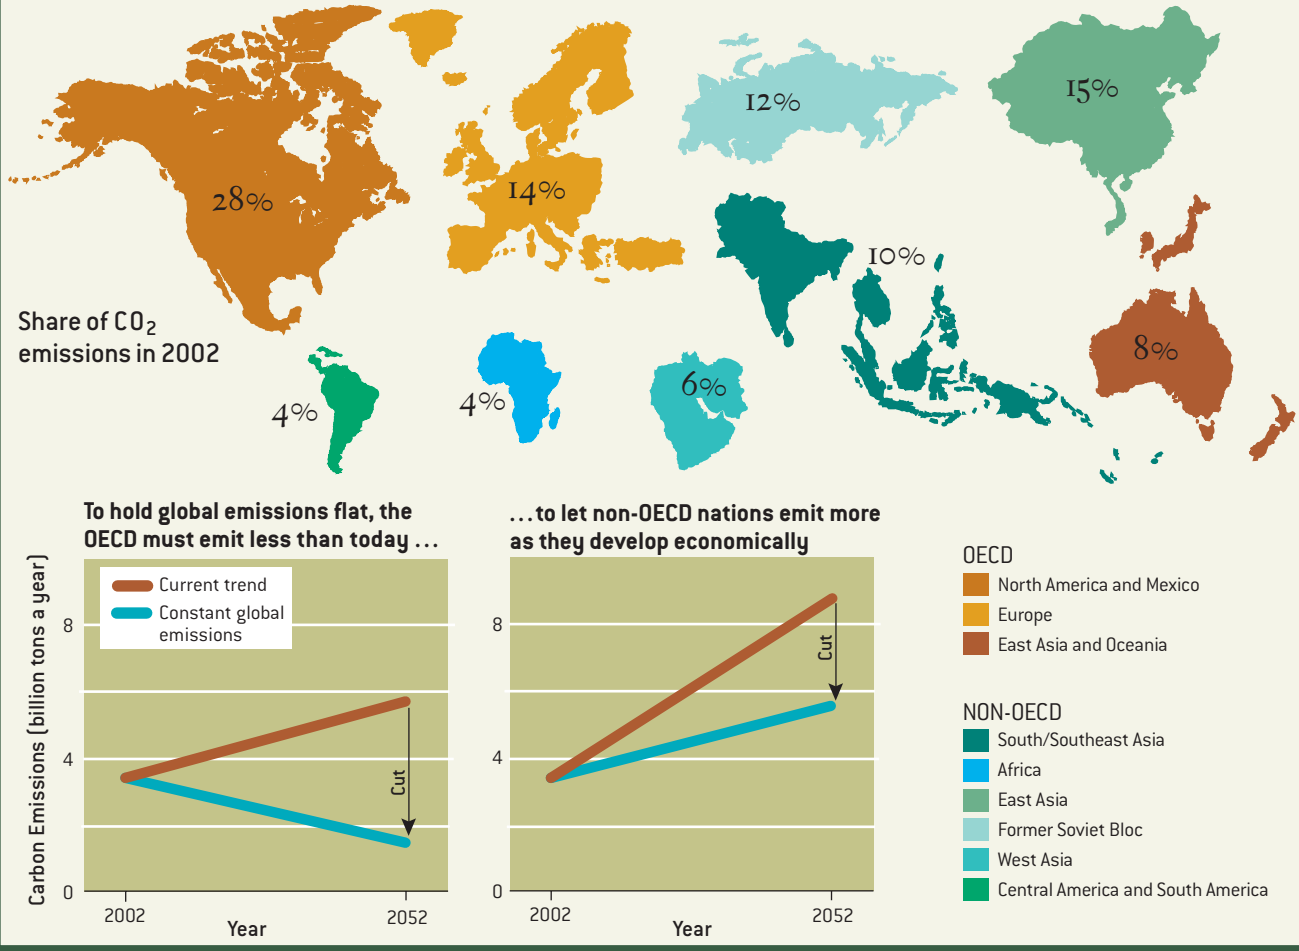 28%
14%
12%
15%
10%
8%
4%
4%
6%
Share of CO2
emissions in 2002
To hold global emissions flat, the
OECD must emit less than today ...
Carbon Emissions (billion tons a year)
Current trend
Constant global
emissions
8
4
0
Cut
2002
2052
Year
...to let non-OECD nations emit more
as they develop economically
8
4
0
Cut
2002
2052
Year
OECD
North America and Mexico
Europe
East Asia and Oceania
NON-OECD
South/Southeast Asia
Africa
East Asia
Former Soviet Bloc
West Asia
Central America and South America